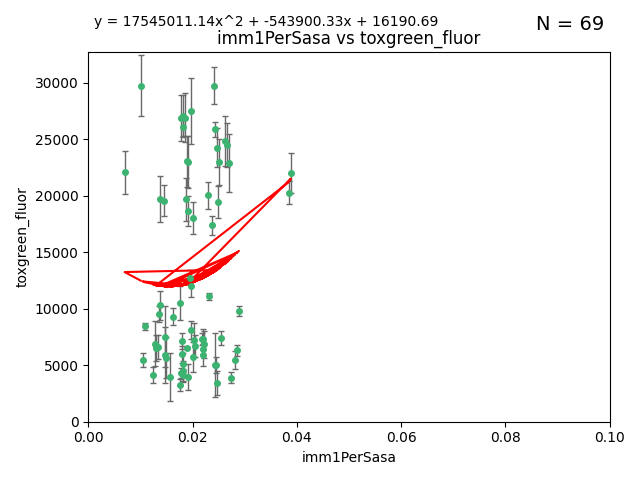 y = 17545011.14x^2 + -543900.33x + 16190.69
N = 69
imm1PerSasa vs toxgreen_fluor
30000
25000
20000
15000
10000
5000
0
toxgreen_fluor
0.00 0.02 0.04 0.06 0.08 0.10
imm1PerSasa